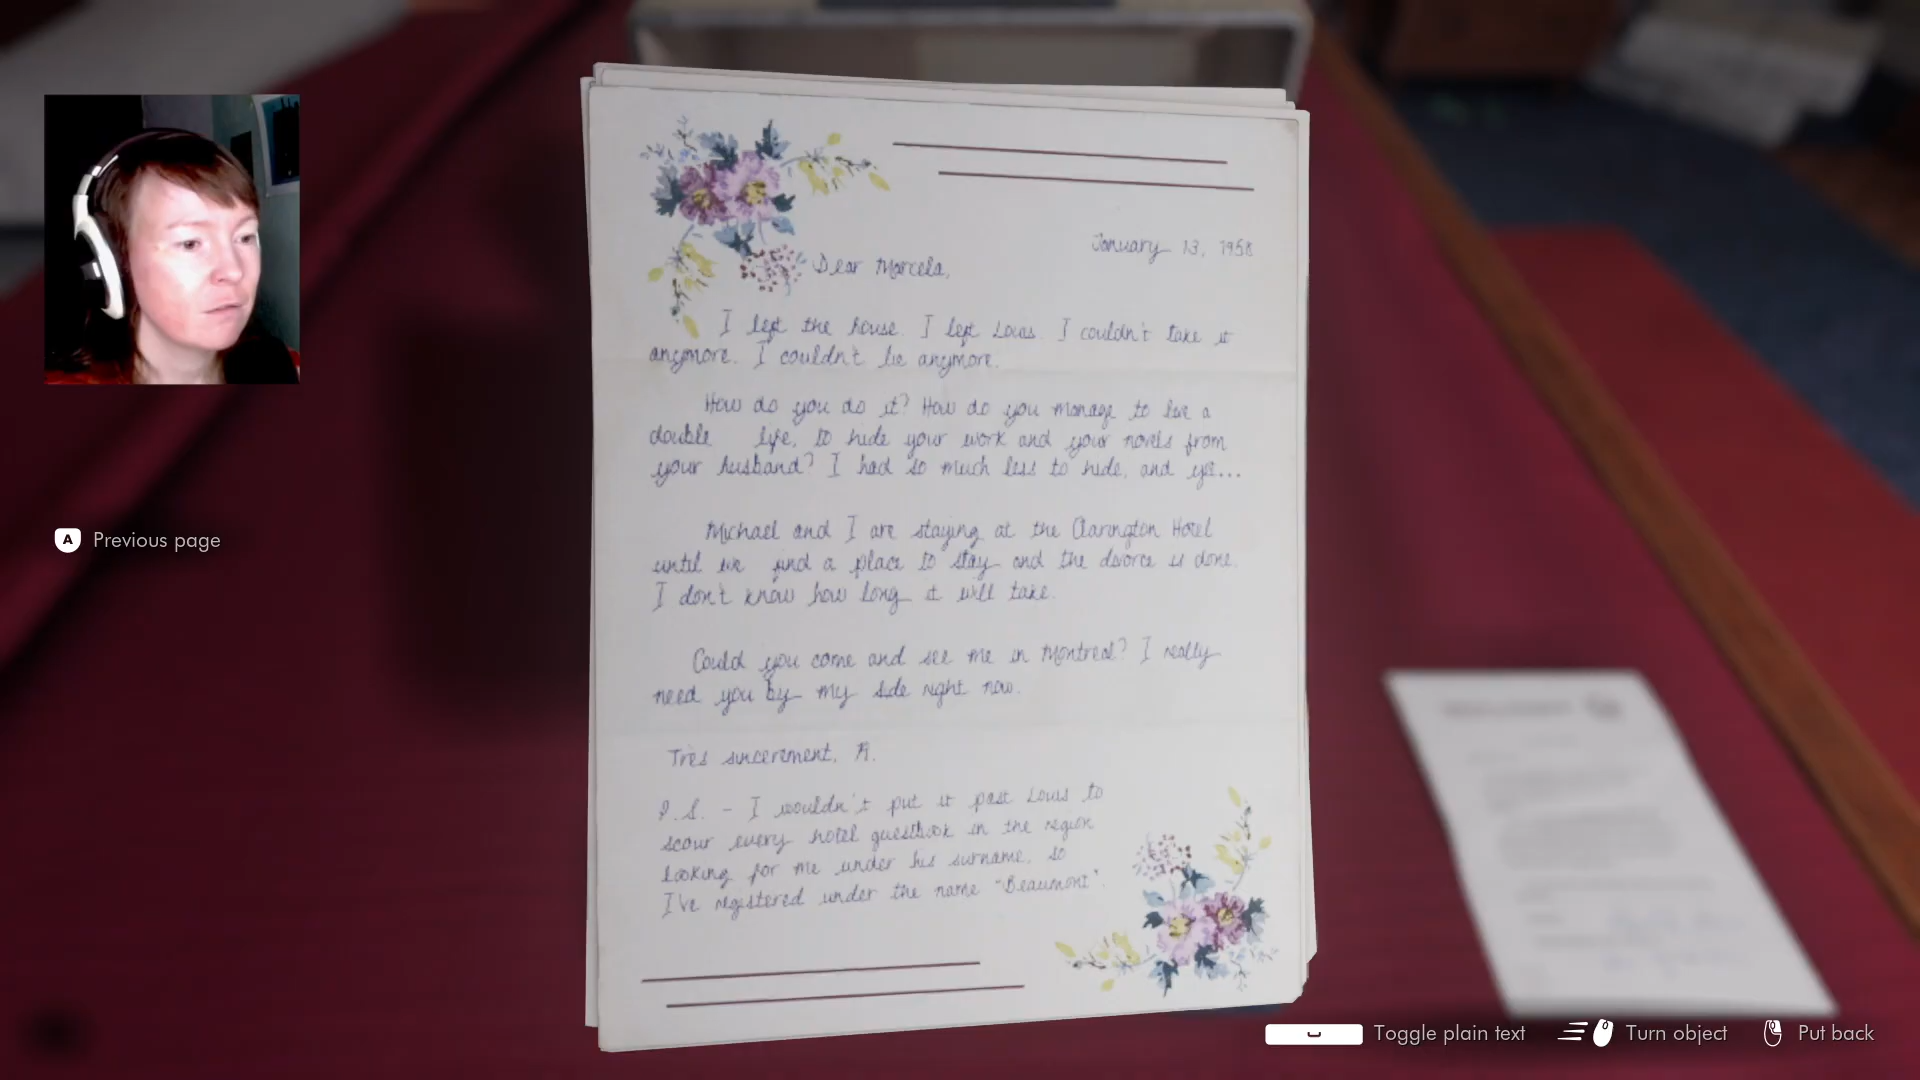 January 13, 1958
Dear Marcela,
I left the house. I left Louis. I couldn't take it
anymore. I couldn't lie anymore.
How do you do it? How do you manage to live a
double life, to hide your work and your novels from
your husband? I had so much less to hide, and yet...
Michael and I are staying at the Clarington Hotel
until we find a place to stay and the divorce is done.
I don't know how long it will take.
Could you come and see me in Montreal? I really
need you by my side right now.
Très sincerement, R.
P.S. - I wouldn't put it past Louis to
scour every hotel guestbook in the region
looking for me under his surname, so
I've registered under the name "Beaumont".
A Previous page
Toggle plain text Turn object Put back